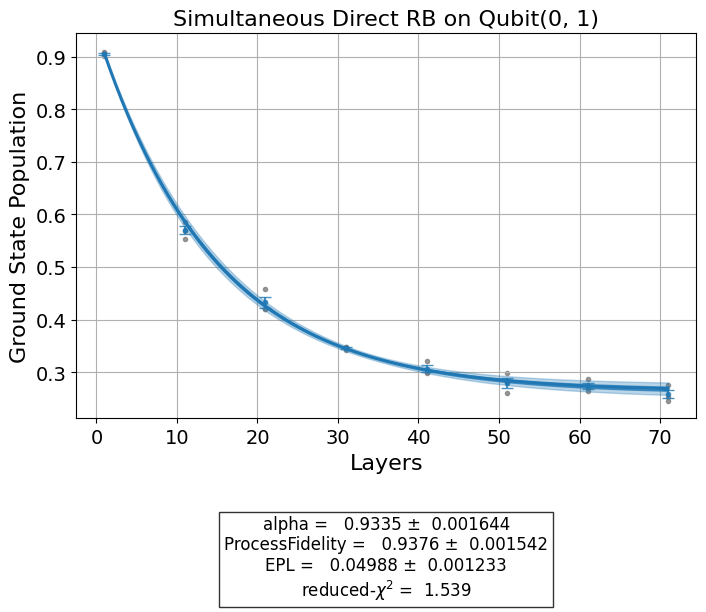 Simultaneous Direct RB on Qubit(0, 1)
Ground State Population
0.9
0.8
0.7
0.6
0.5
0.4
0.3
0 10 20 30 40 50 60 70
Layers
alpha = 0.9335 ± 0.001644
ProcessFidelity = 0.9376 ± 0.001542
EPL = 0.04988 ± 0.001233
reduced-χ² = 1.539